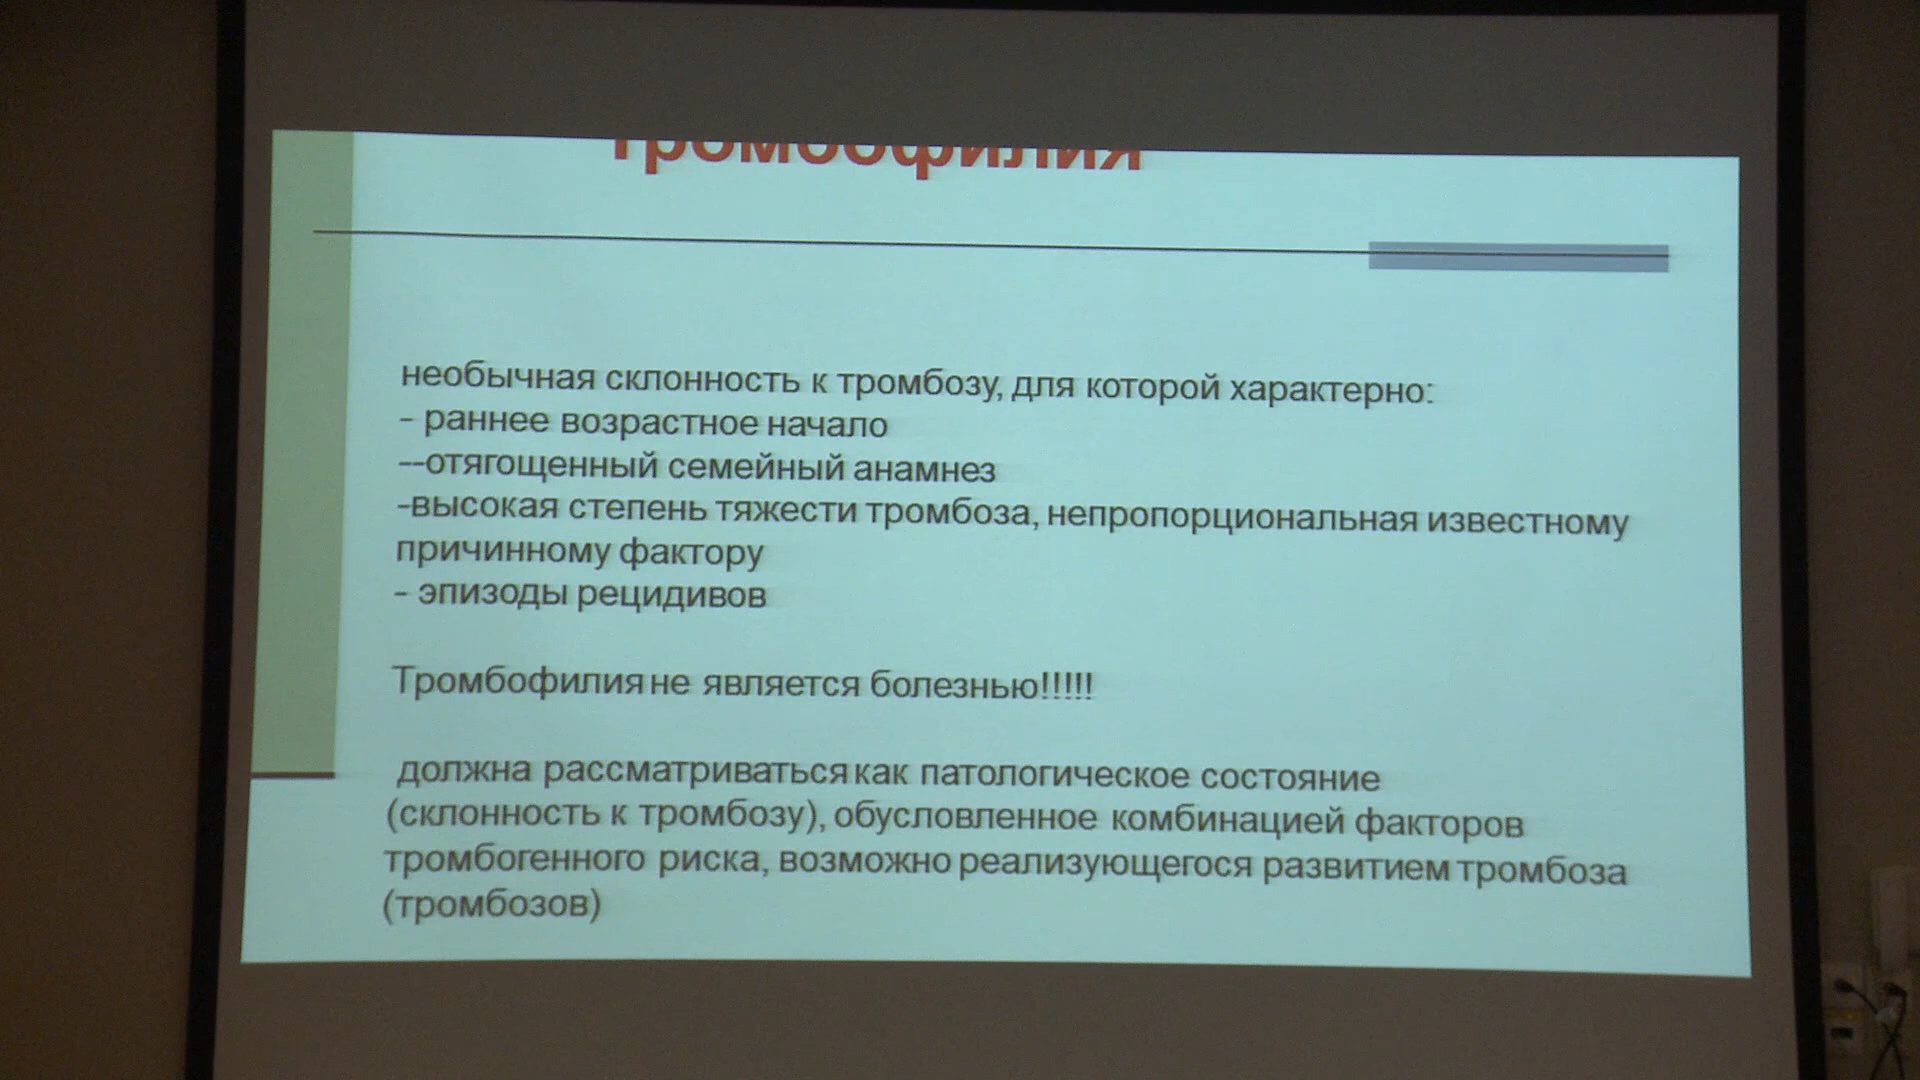 Тромбофилия
необычная склонность к тромбозу, для которой характерно:
- раннее возрастное начало
--отягощенный семейный анамнез
-высокая степень тяжести тромбоза, непропорциональная известному
причинному фактору
- эпизоды рецидивов
Тромбофилия не является болезнью!!!!!
должна рассматриваться как патологическое состояние
(склонность к тромбозу), обусловленное комбинацией факторов
тромбогенного риска, возможно реализующегося развитием тромбоза
(тромбозов)